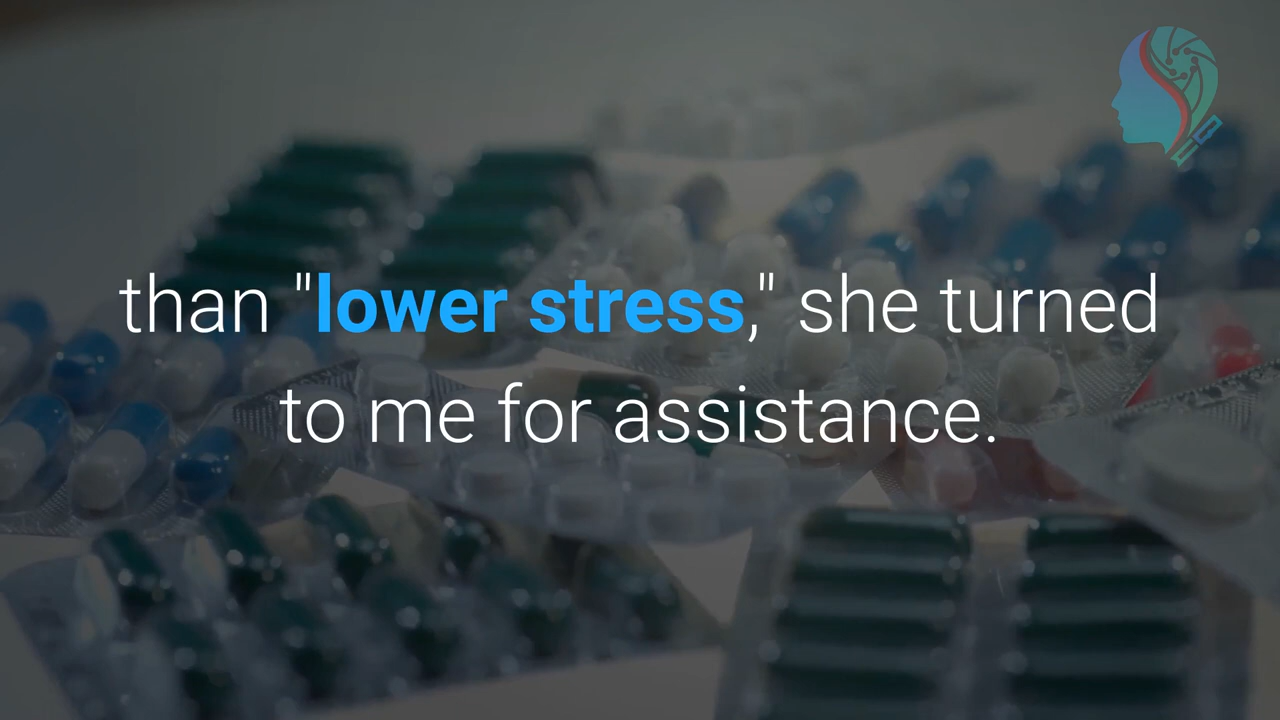 than "lower stress," she turned
to me for assistance.